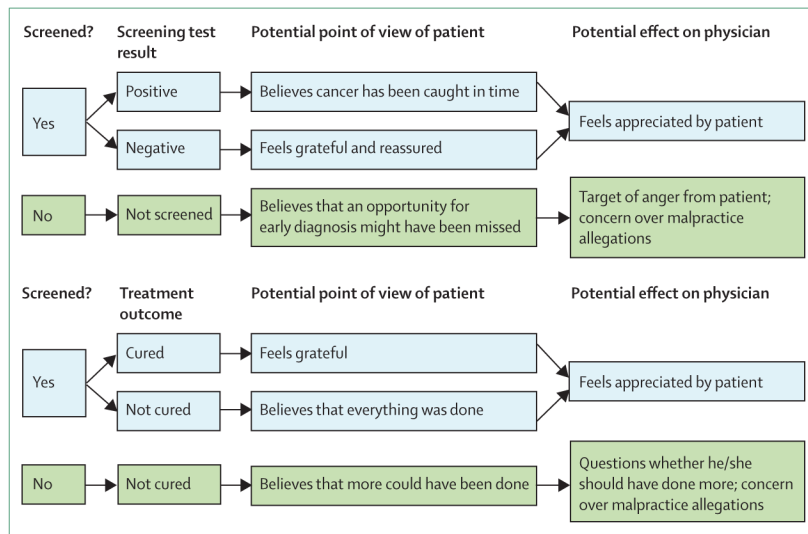 Screened?
Screening test
result
Potential point of view of patient
Potential effect on physician
Yes
Positive
Believes cancer has been caught in time
Negative
Feels grateful and reassured
Feels appreciated by patient
No
Not screened
Believes that an opportunity for
early diagnosis might have been missed
Target of anger from patient;
concern over malpractice
allegations
Screened?
Treatment
outcome
Potential point of view of patient
Potential effect on physician
Yes
Cured
Feels grateful
Not cured
Believes that everything was done
Feels appreciated by patient
No
Not cured
Believes that more could have been done
Questions whether he/she
should have done more; concern
over malpractice allegations